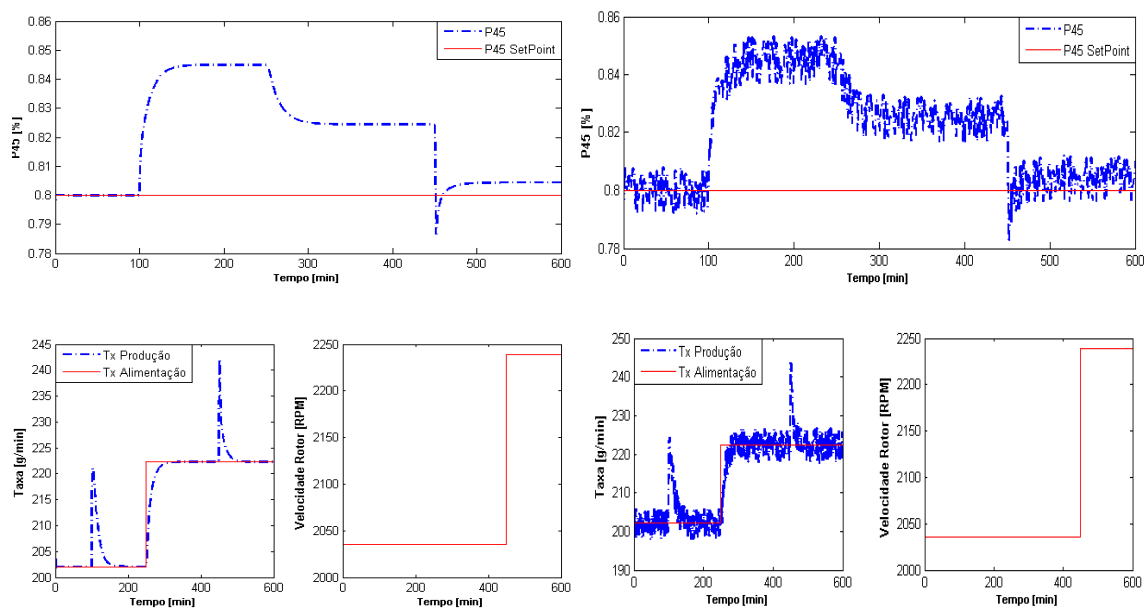 0.86
0.85
0.84
0.83
0.82
0.81
0.8
0.79
0.78
P45 [%]
P45
P45 SetPoint
0 100 200 300 400 500 600
Tempo [min]
0.86
0.84
0.82
0.8
0.78
P45 [%]
P45
P45 SetPoint
0 100 200 300 400 500 600
Tempo [min]
245
240
235
230
225
220
215
210
205
200
Taxa [g/min]
Tx Produção
Tx Alimentação
0 200 400 600
2250
2200
2150
2100
2050
2000
Velocidade Rotor [RPM]
0 200 400 600
Tempo [min]
250
240
230
220
210
200
190
Taxa [g/min]
Tx Produção
Tx Alimentação
0 200 400 600
2250
2200
2150
2100
2050
2000
Velocidade Rotor [RPM]
0 200 400 600
Tempo [min]